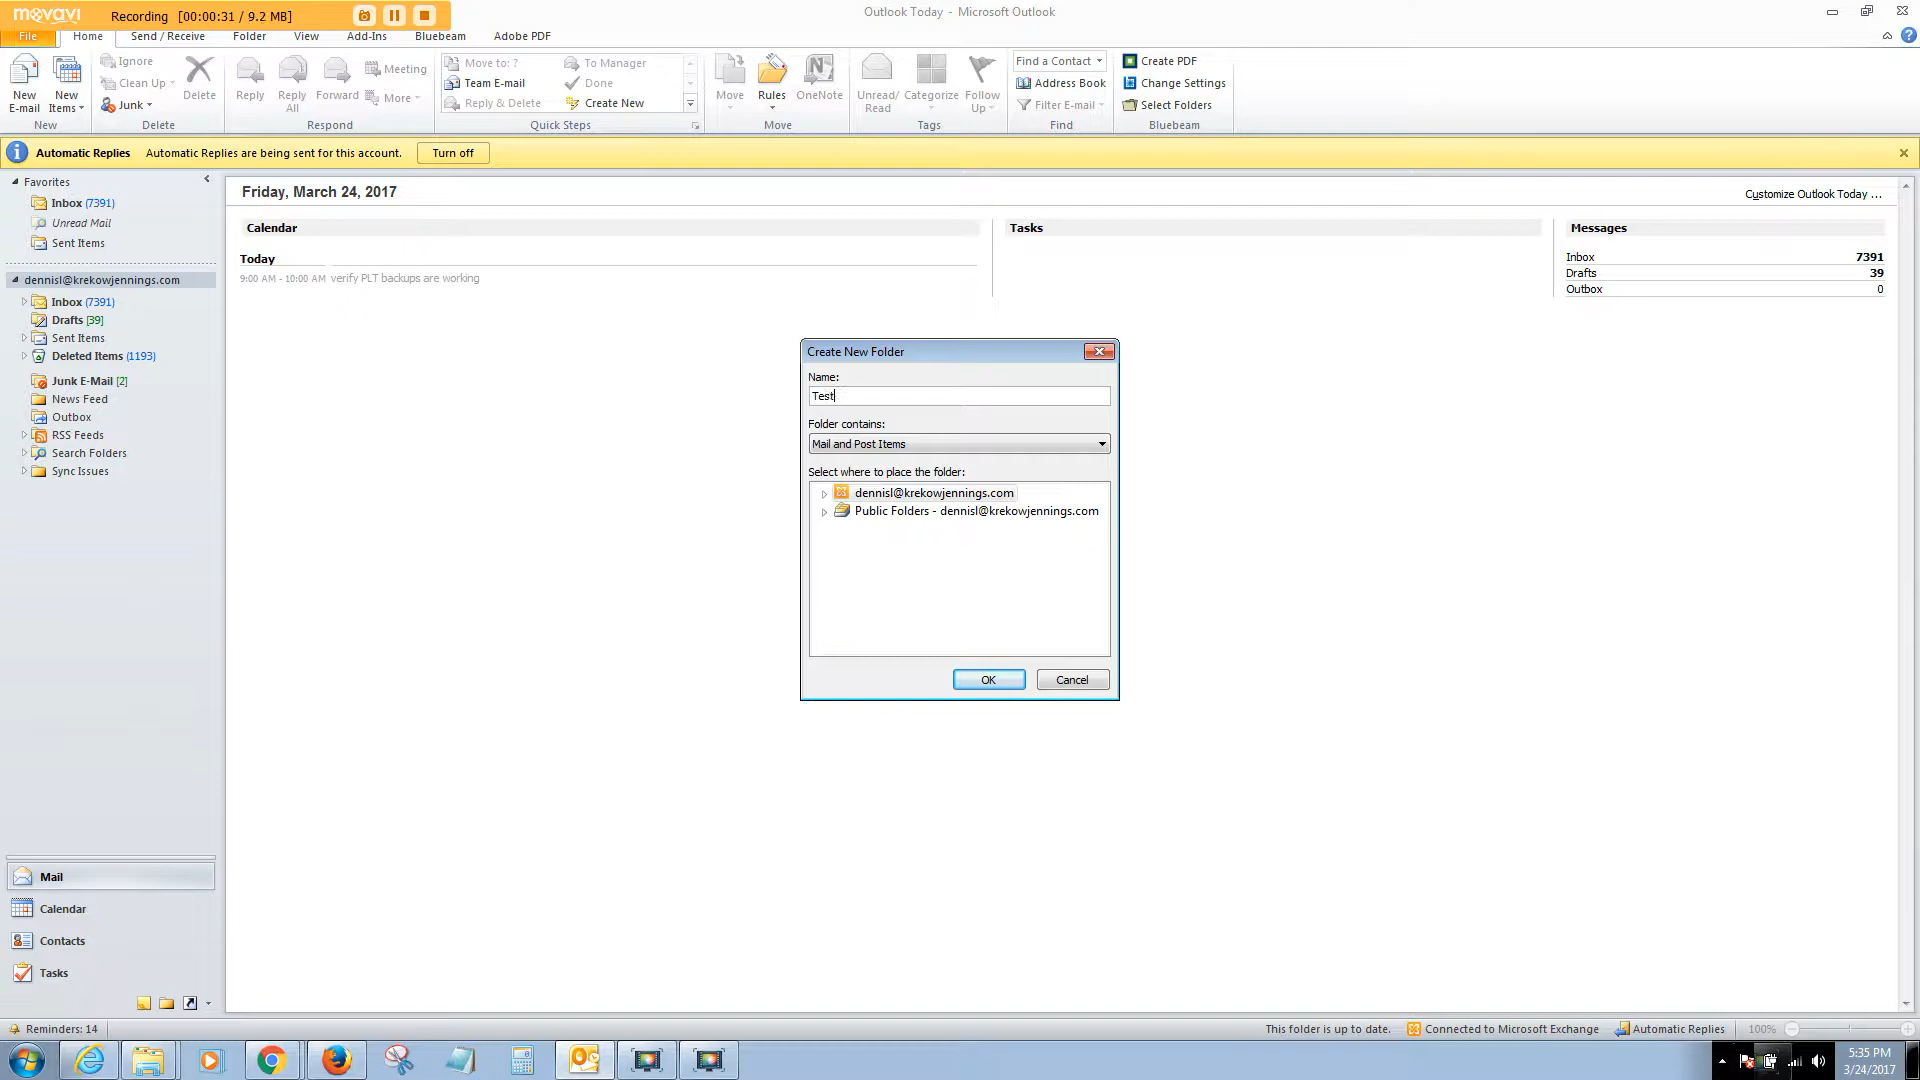 movavi Recording [00:00:31 / 9.2 MB]
Outlook Today - Microsoft Outlook
File Home Send / Receive Folder View Add-Ins Bluebeam Adobe PDF
New E-mail
New Items
New
Ignore
Clean Up
Junk
Delete
Delete
Reply
Reply All
Forward
Meeting
More
Respond
Move to: ?
Team E-mail
Reply & Delete
To Manager
Done
Create New
Quick Steps
Move
Rules
OneNote
Move
Unread/ Read
Categorize
Follow Up
Tags
Find a Contact
Address Book
Filter E-mail
Find
Create PDF
Change Settings
Select Folders
Bluebeam
Automatic Replies Automatic Replies are being sent for this account. Turn off
Favorites
Inbox (7391)
Unread Mail
Sent Items
dennisl@krekowjennings.com
Inbox (7391)
Drafts [39]
Sent Items
Deleted Items (1193)
Junk E-Mail [2]
News Feed
Outbox
RSS Feeds
Search Folders
Sync Issues
Mail
Calendar
Contacts
Tasks
Friday, March 24, 2017
Customize Outlook Today ...
Calendar
Today
9:00 AM - 10:00 AM verify PLT backups are working
Tasks
Messages
Inbox 7391
Drafts 39
Outbox 0
Create New Folder
Name:
Test
Folder contains:
Mail and Post Items
Select where to place the folder:
dennisl@krekowjennings.com
Public Folders - dennisl@krekowjennings.com
OK Cancel
Reminders: 14
This folder is up to date. Connected to Microsoft Exchange Automatic Replies 100%
5:35 PM
3/24/2017